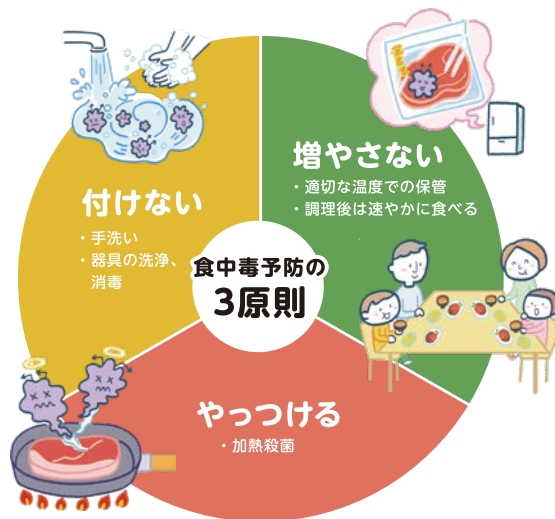 付けない
・手洗い
・器具の洗浄、
消毒
増やさない
・適切な温度での保管
・調理後は速やかに食べる
食中毒予防の
3原則
やっつける
・加熱殺菌